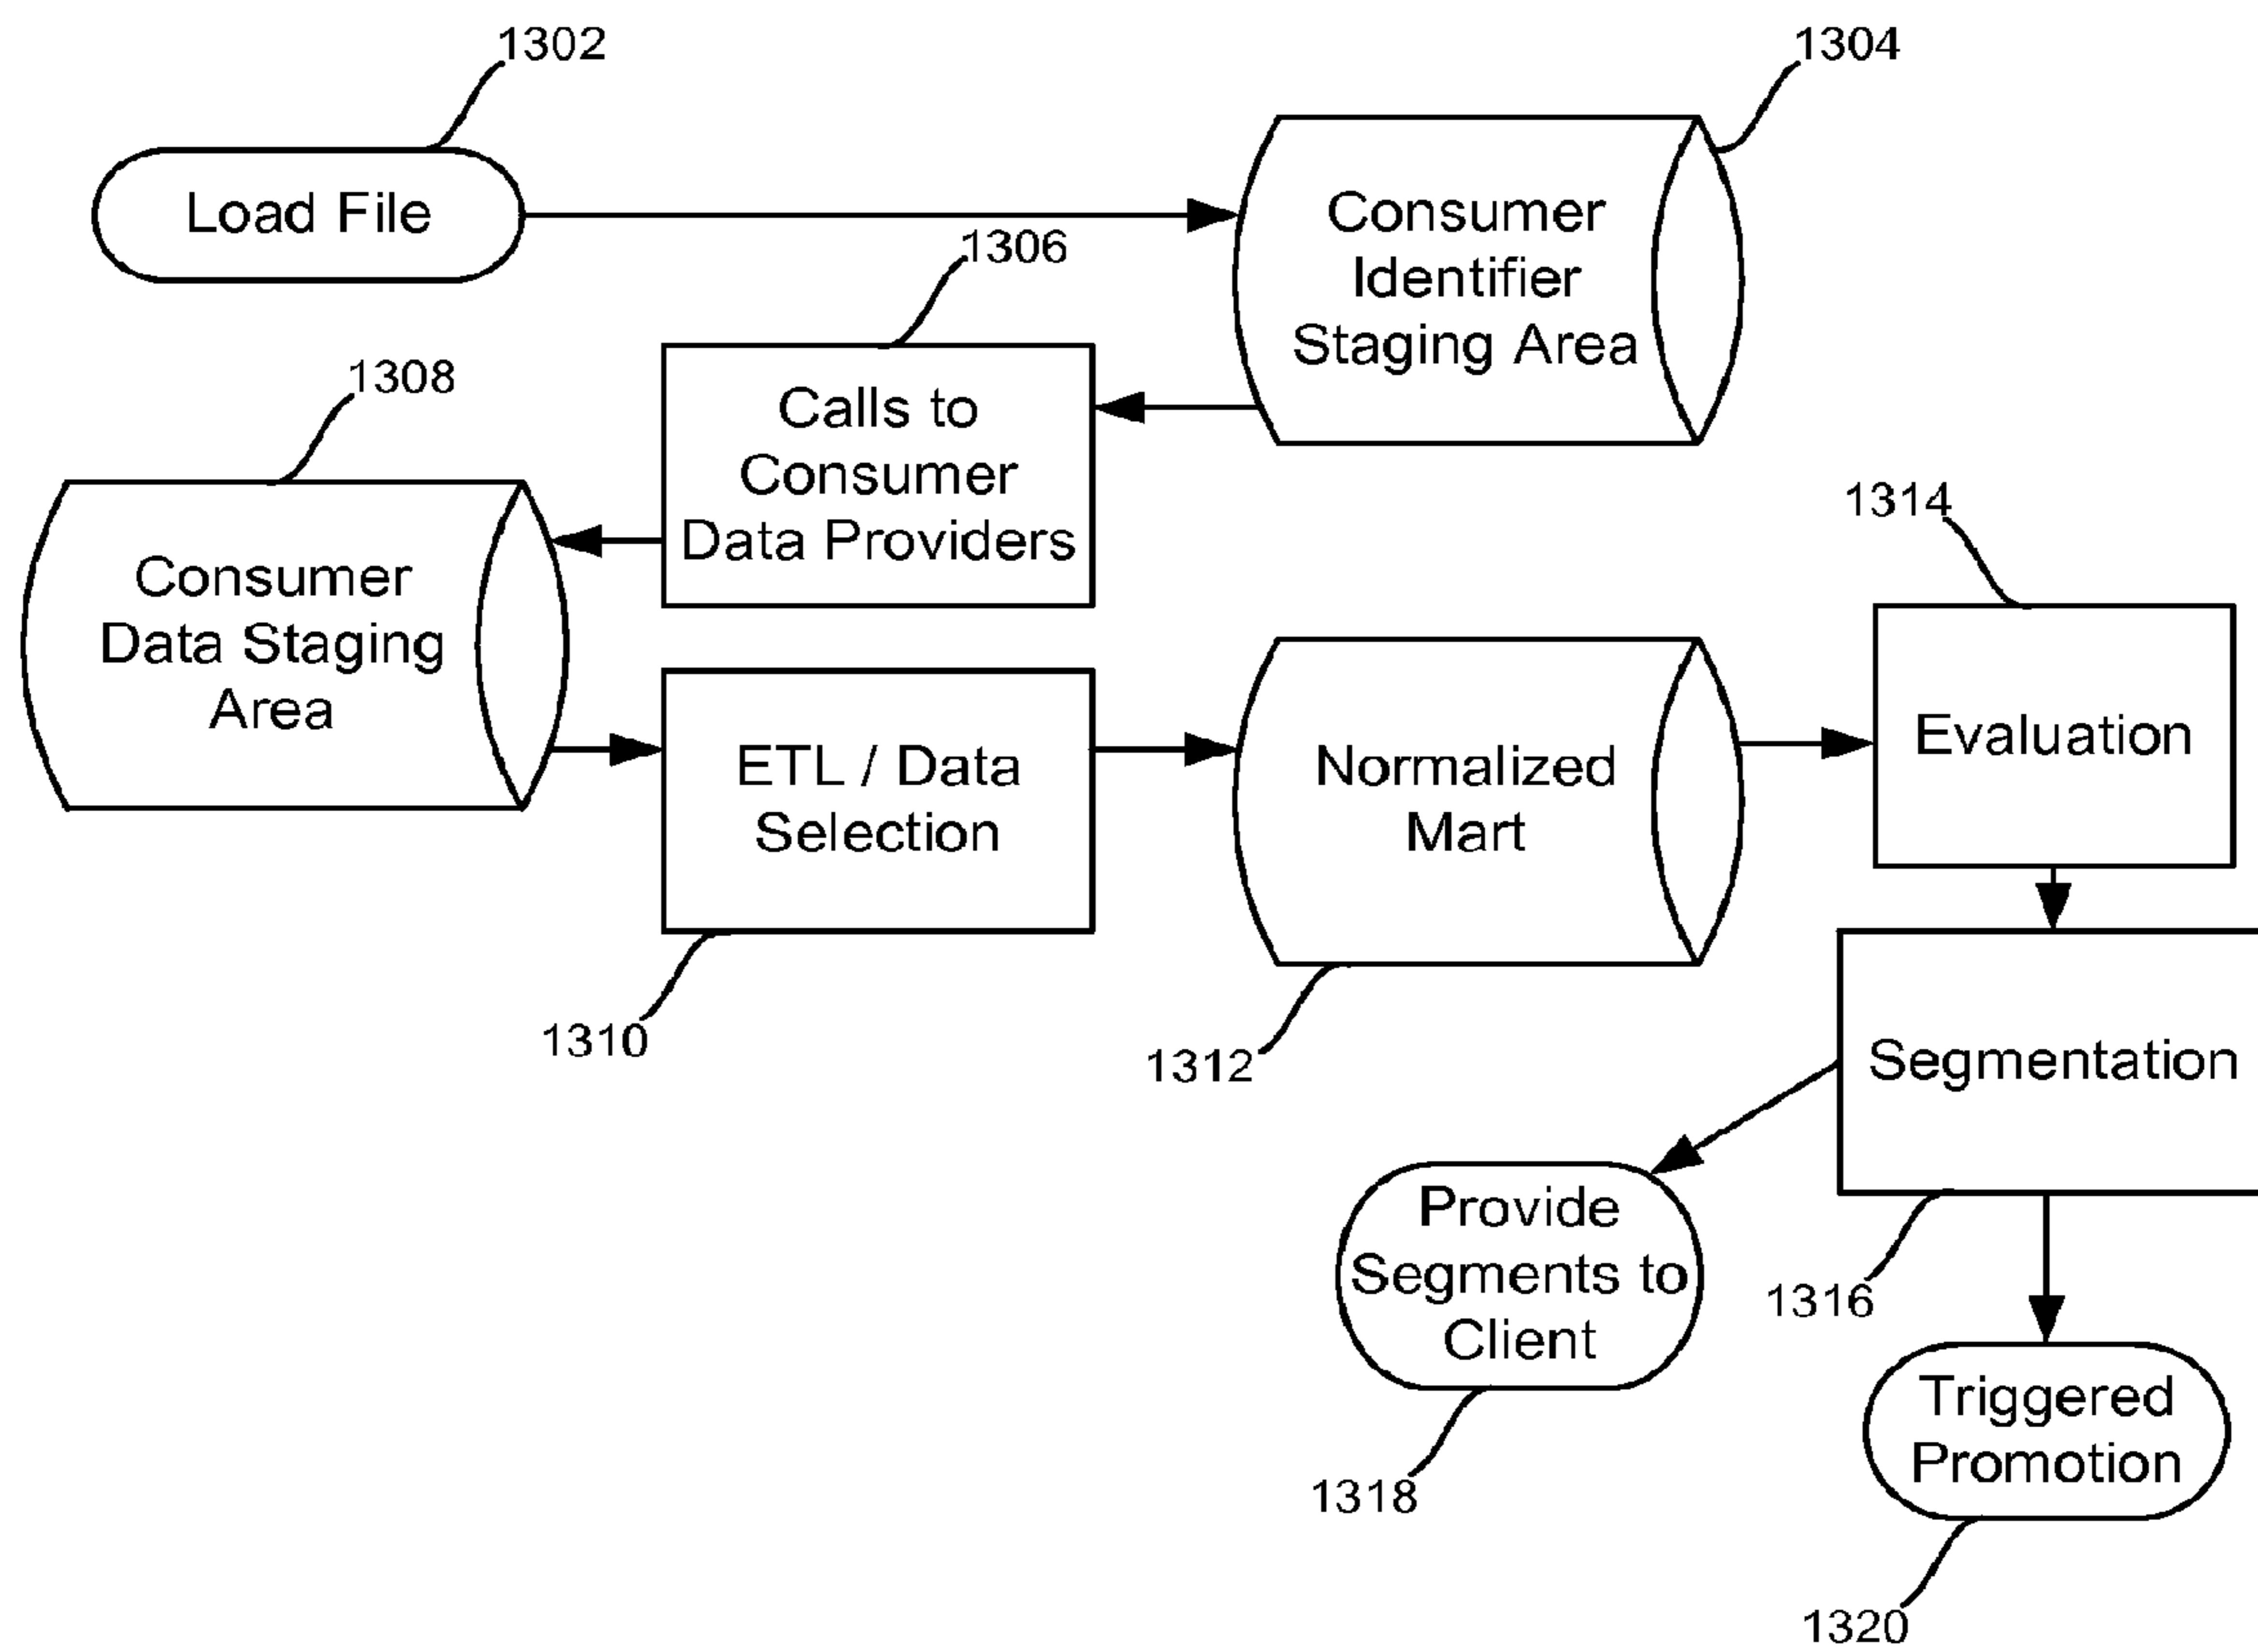 1302
1304
Load File
Consumer
Identifier
Staging Area
1306
1308
Calls to
Consumer
Data Providers
Consumer
Data Staging
Area
1314
ETL / Data
Selection
Normalized
Mart
Evaluation
1310
1312
Segmentation
Provide
Segments to
Client
1316
1318
Triggered
Promotion
1320